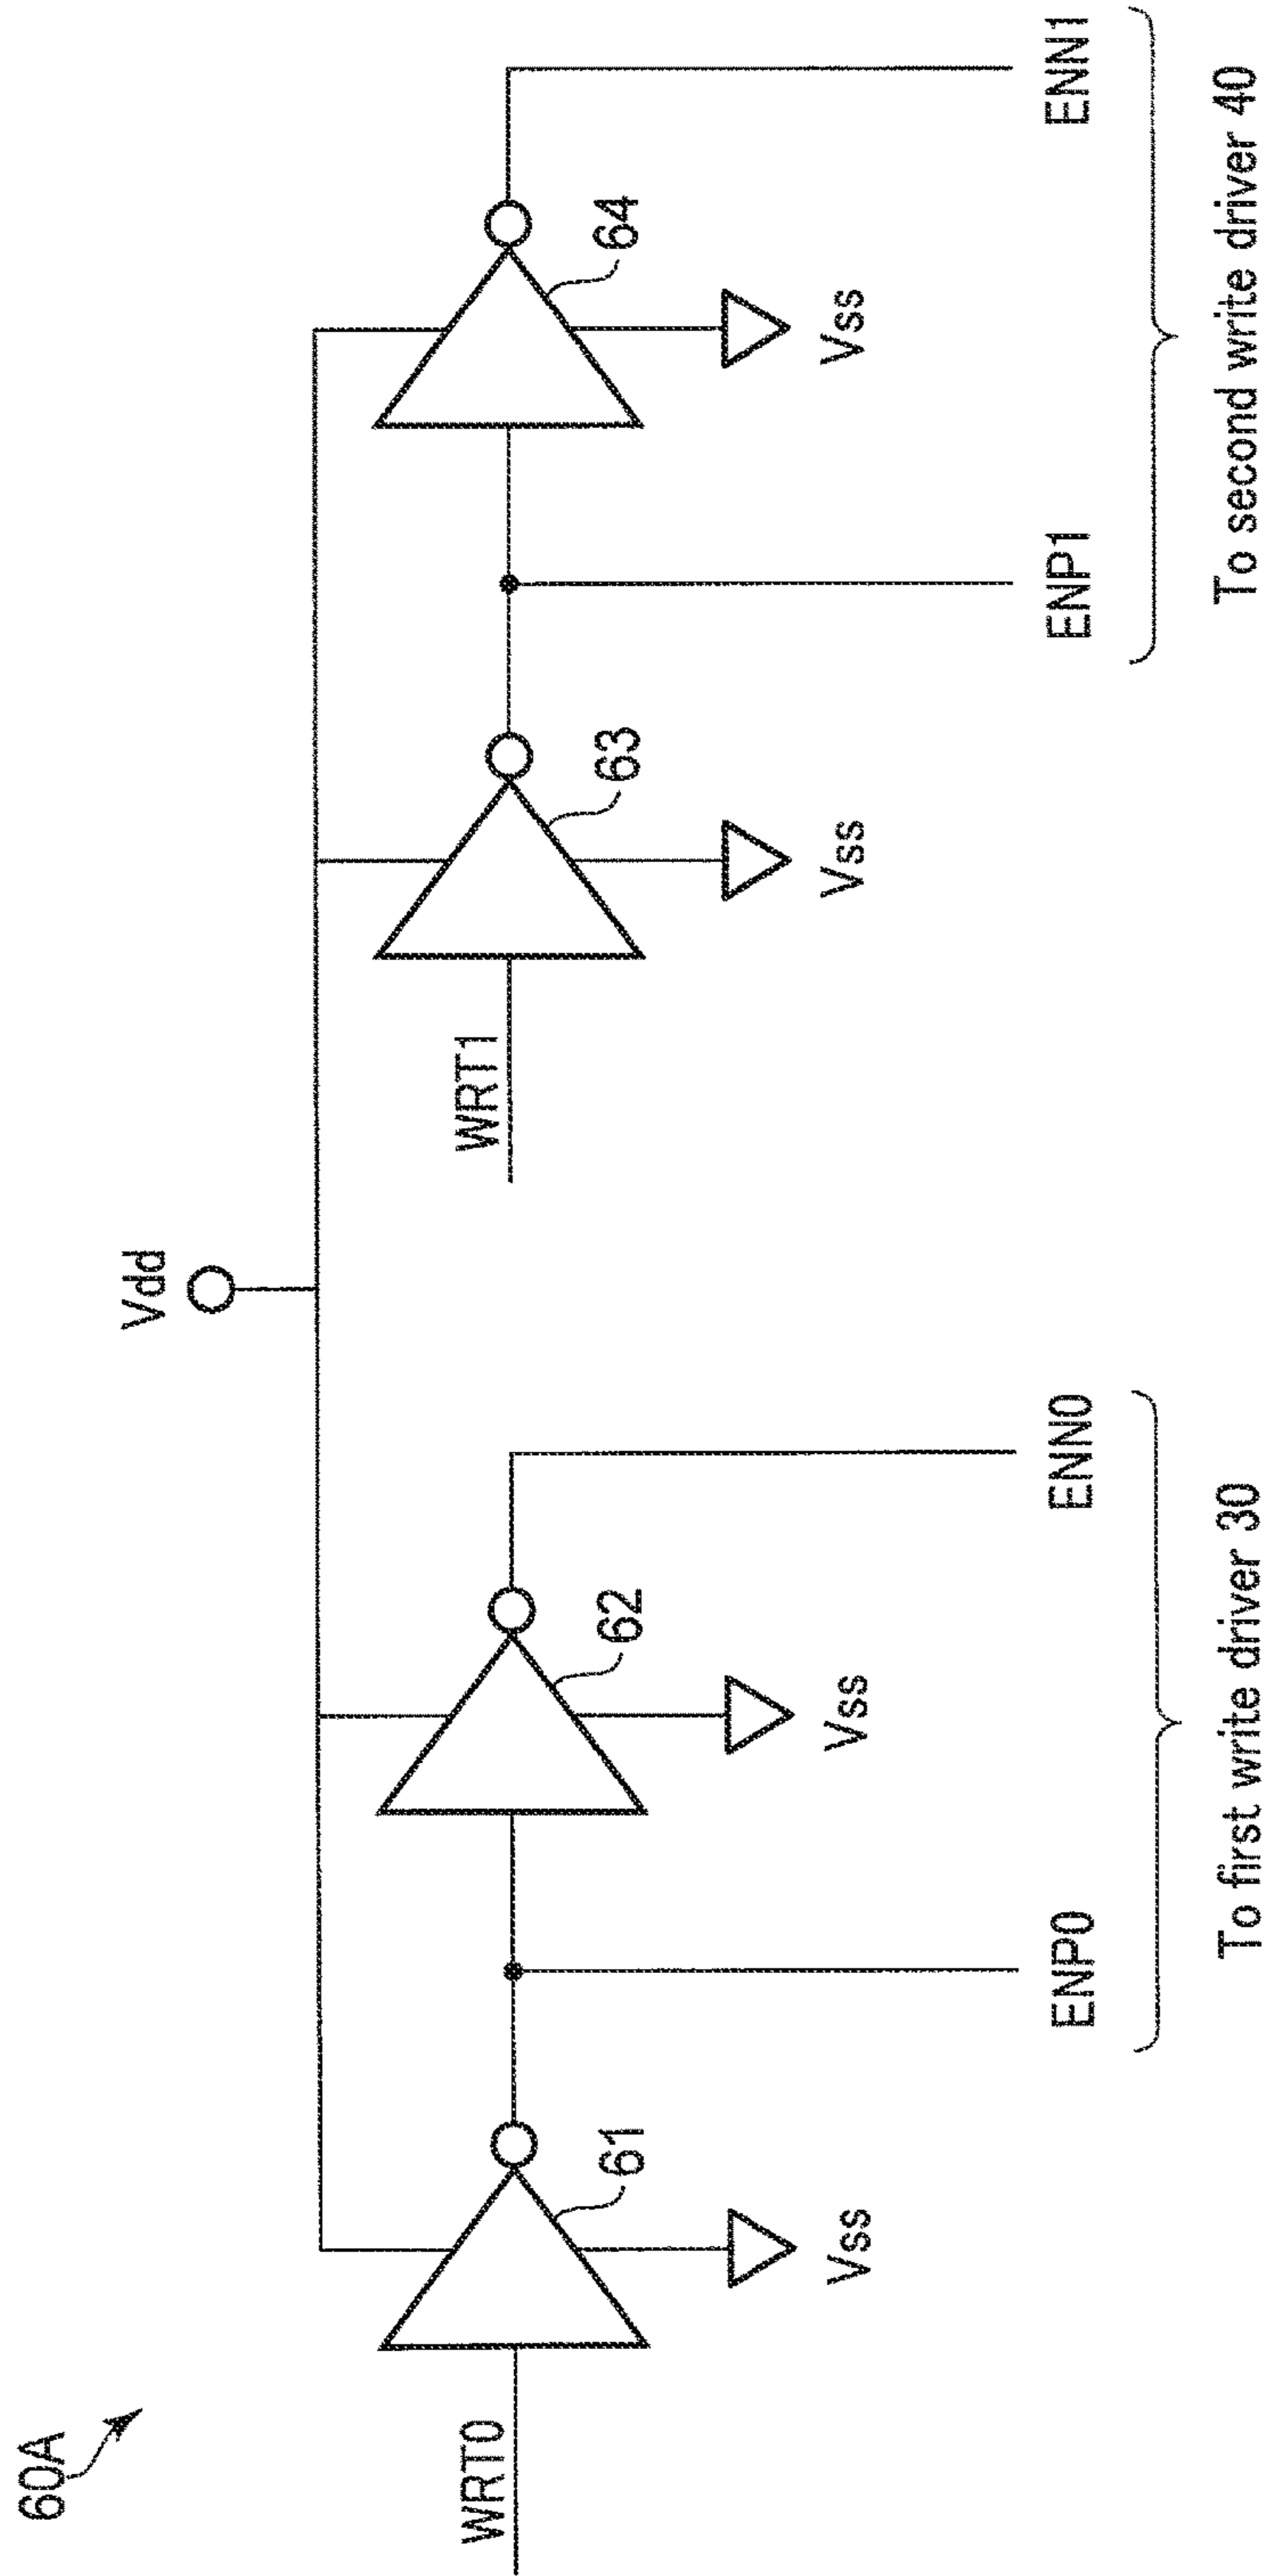 60A
Vdd
WRT0
61
62
WRT1
63
64
Vss
Vss
Vss
Vss
ENP0
ENN0
ENP1
ENN1
To first write driver 30
To second write driver 40